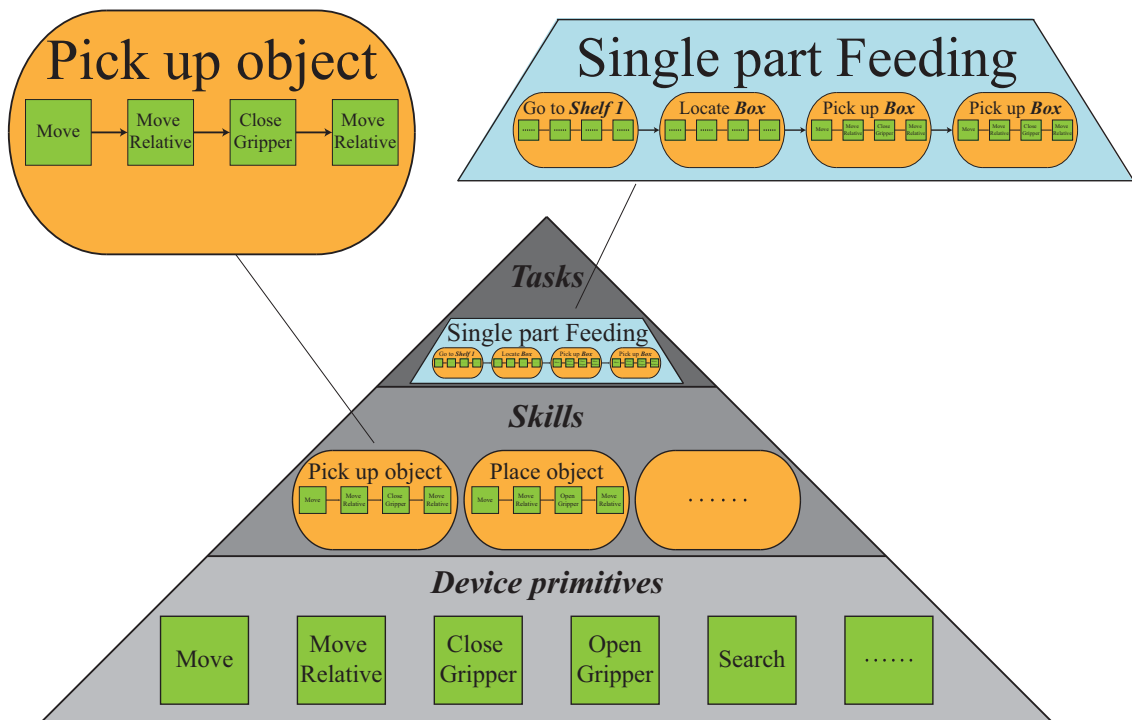 Pick up object
Move
Move
Relative
Close
Gripper
Move
Relative
Single part Feeding
Go to Shelf 1
......
......
......
......
Locate Box
......
......
......
......
Pick up Box
Move
Move
Relative
Close
Gripper
Move
Relative
Pick up Box
Move
Move
Relative
Close
Gripper
Move
Relative
Tasks
Single part Feeding
Go to Shelf 1
Locate Box
Pick up Box
Pick up Box
Skills
Pick up object
Move
Move
Relative
Close
Gripper
Move
Relative
Place object
Move
Move
Relative
Open
Gripper
Move
Relative
......
Device primitives
Move
Move
Relative
Close
Gripper
Open
Gripper
Search
......